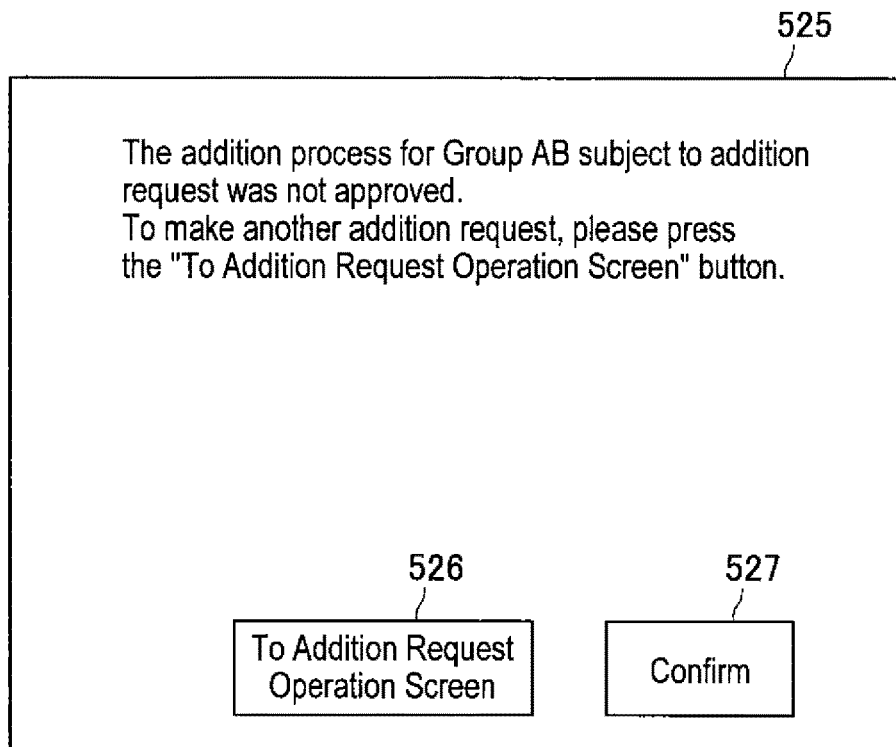 525
The addition process for Group AB subject to addition
request was not approved.
To make another addition request, please press
the "To Addition Request Operation Screen" button.
526
527
To Addition Request
Operation Screen
Confirm